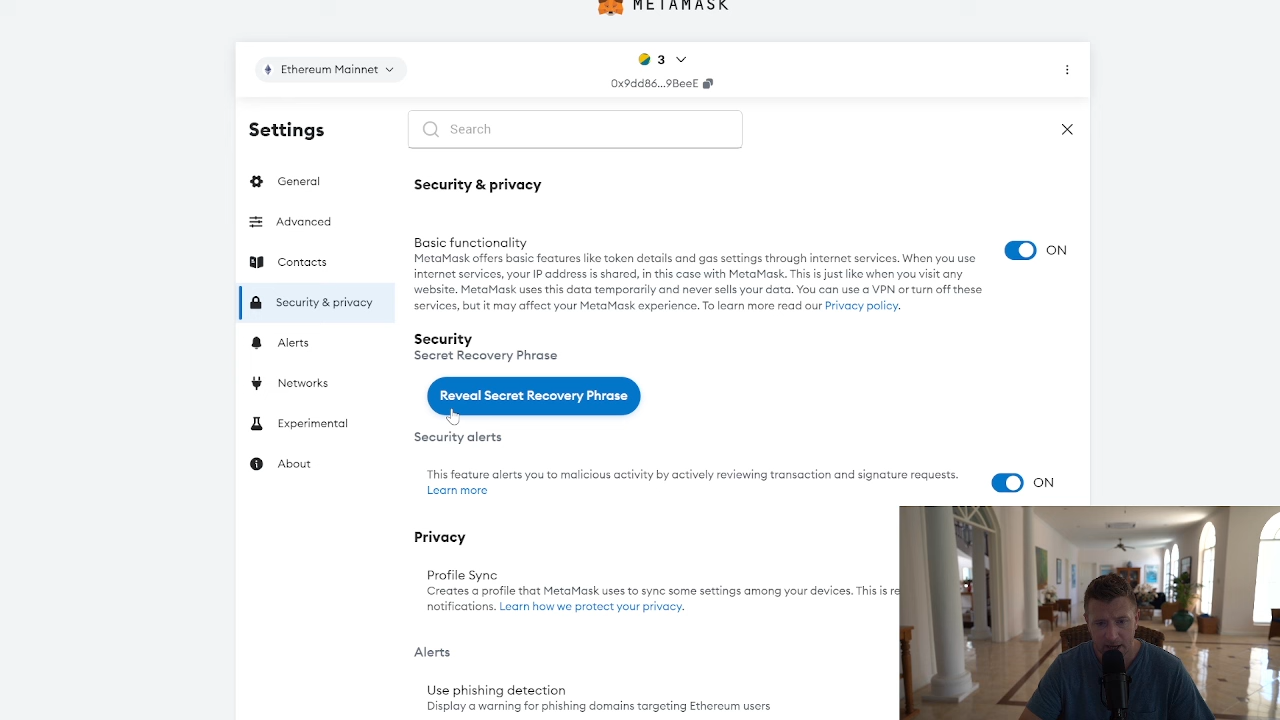 METAMASK
Ethereum Mainnet
3
0x9dd86...9BeeE
Settings
Search
General
Advanced
Contacts
Security & privacy
Alerts
Networks
Experimental
About
Security & privacy
Basic functionality
MetaMask offers basic features like token details and gas settings through internet services. When you use
internet services, your IP address is shared, in this case with MetaMask. This is just like when you visit any
website. MetaMask uses this data temporarily and never sells your data. You can use a VPN or turn off these
services, but it may affect your MetaMask experience. To learn more read our Privacy policy.
ON
Security
Secret Recovery Phrase
Reveal Secret Recovery Phrase
Security alerts
This feature alerts you to malicious activity by actively reviewing transaction and signature requests.
Learn more
ON
Privacy
Profile Sync
Creates a profile that MetaMask uses to sync some settings among your devices. This is re
notifications. Learn how we protect your privacy.
Alerts
Use phishing detection
Display a warning for phishing domains targeting Ethereum users